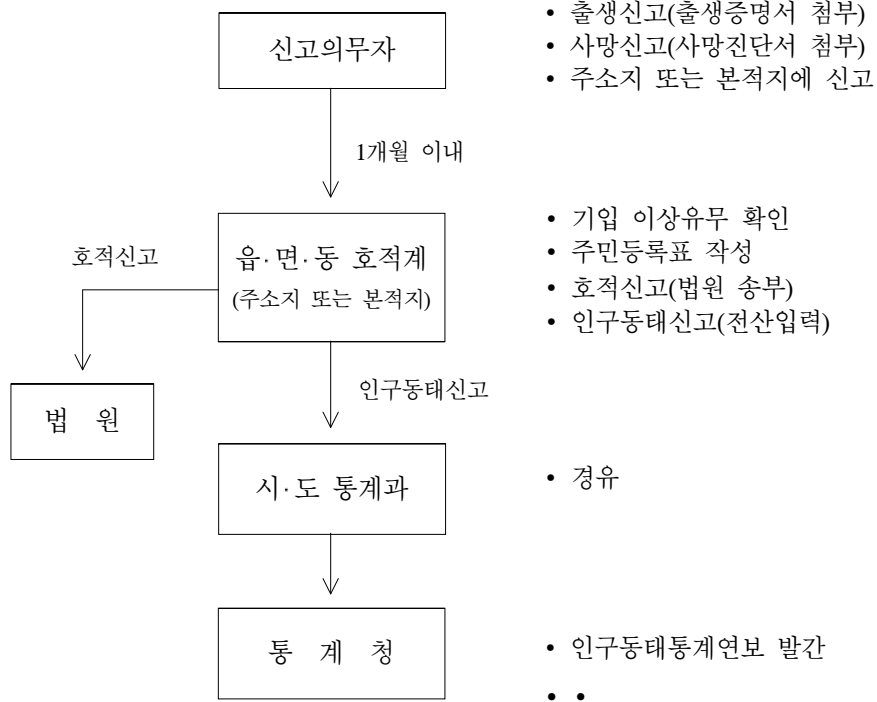 신고의무자
• 출생신고(출생증명서 첨부)
• 사망신고(사망진단서 첨부)
• 주소지 또는 본적지에 신고
1개월 이내
호적신고
읍·면·동 호적계
(주소지 또는 본적지)
• 기입 이상유무 확인
• 주민등록표 작성
• 호적신고(법원 송부)
• 인구동태신고(전산입력)
인구동태신고
법 원
시·도 통계과
• 경유
통 계 청
• 인구동태통계연보 발간
• •